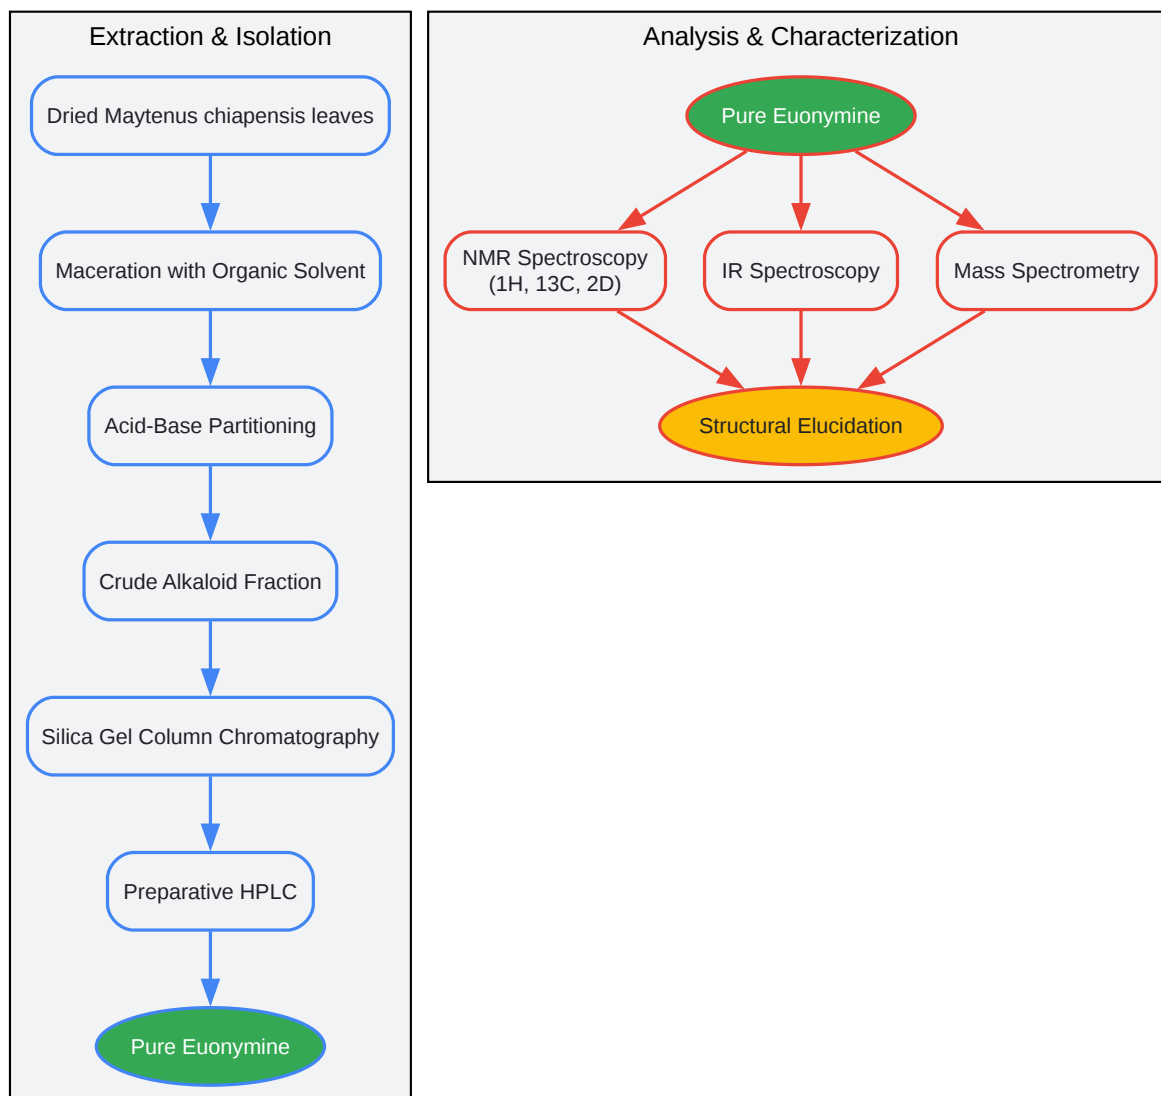 Extraction & Isolation
Dried Maytenus chiapensis leaves
Maceration with Organic Solvent
Acid-Base Partitioning
Crude Alkaloid Fraction
Silica Gel Column Chromatography
Preparative HPLC
Pure Euonymine
Analysis & Characterization
Pure Euonymine
NMR Spectroscopy
(1H, 13C, 2D)
IR Spectroscopy
Mass Spectrometry
Structural Elucidation